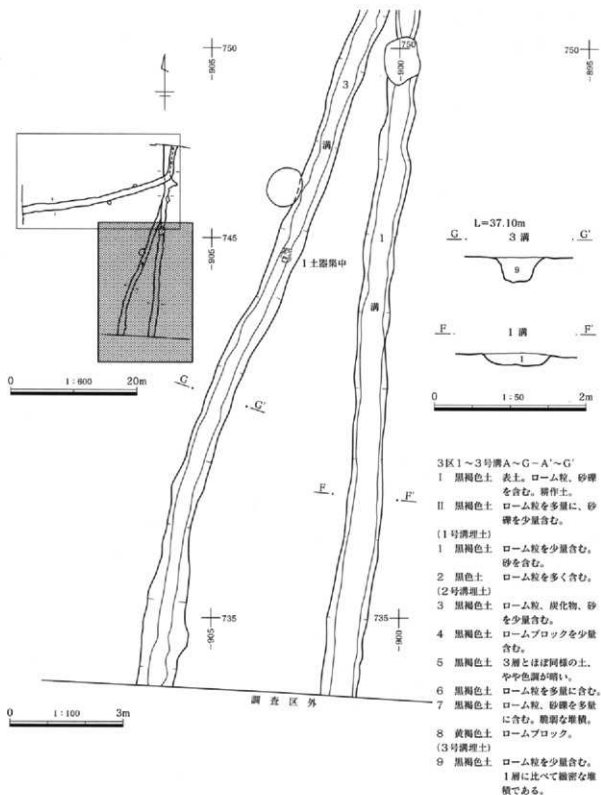 750
-905
750
-900
750
-895
3
溝
L=37.10m
G 3 溝 G'
9
745
-905
1土器集中
1
溝
F 1 溝 F'
1
0 1:600 20m
0 1:50 2m
G
G'
F
F'
3区1～3号溝A～G-A'～G'
I 黒褐色土 表土。ローム粒、砂礫
を含む。耕作土。
II 黒褐色土 ローム粒を多量に、砂
礫を少量含む。
(1号溝埋土)
1 黒褐色土 ローム粒を少量含む。
砂を含む。
2 黒色土 ローム粒を多く含む。
(2号溝埋土)
3 黒褐色土 ローム粒、炭化物、砂
を少量含む。
4 黒褐色土 ロームブロックを少量
含む。
5 黒褐色土 3層とほぼ同様の土、
やや色調が暗い。
6 黒褐色土 ローム粒を多量に含む。
7 黒褐色土 ローム粒、砂礫を多量
に含む。脆弱な堆積。
8 黄褐色土 ロームブロック。
(3号溝埋土)
9 黒褐色土 ローム粒を少量含む。
1層に比べて緻密な堆
積である。
735
-905
735
-900
調査区外
0 1:100 3m